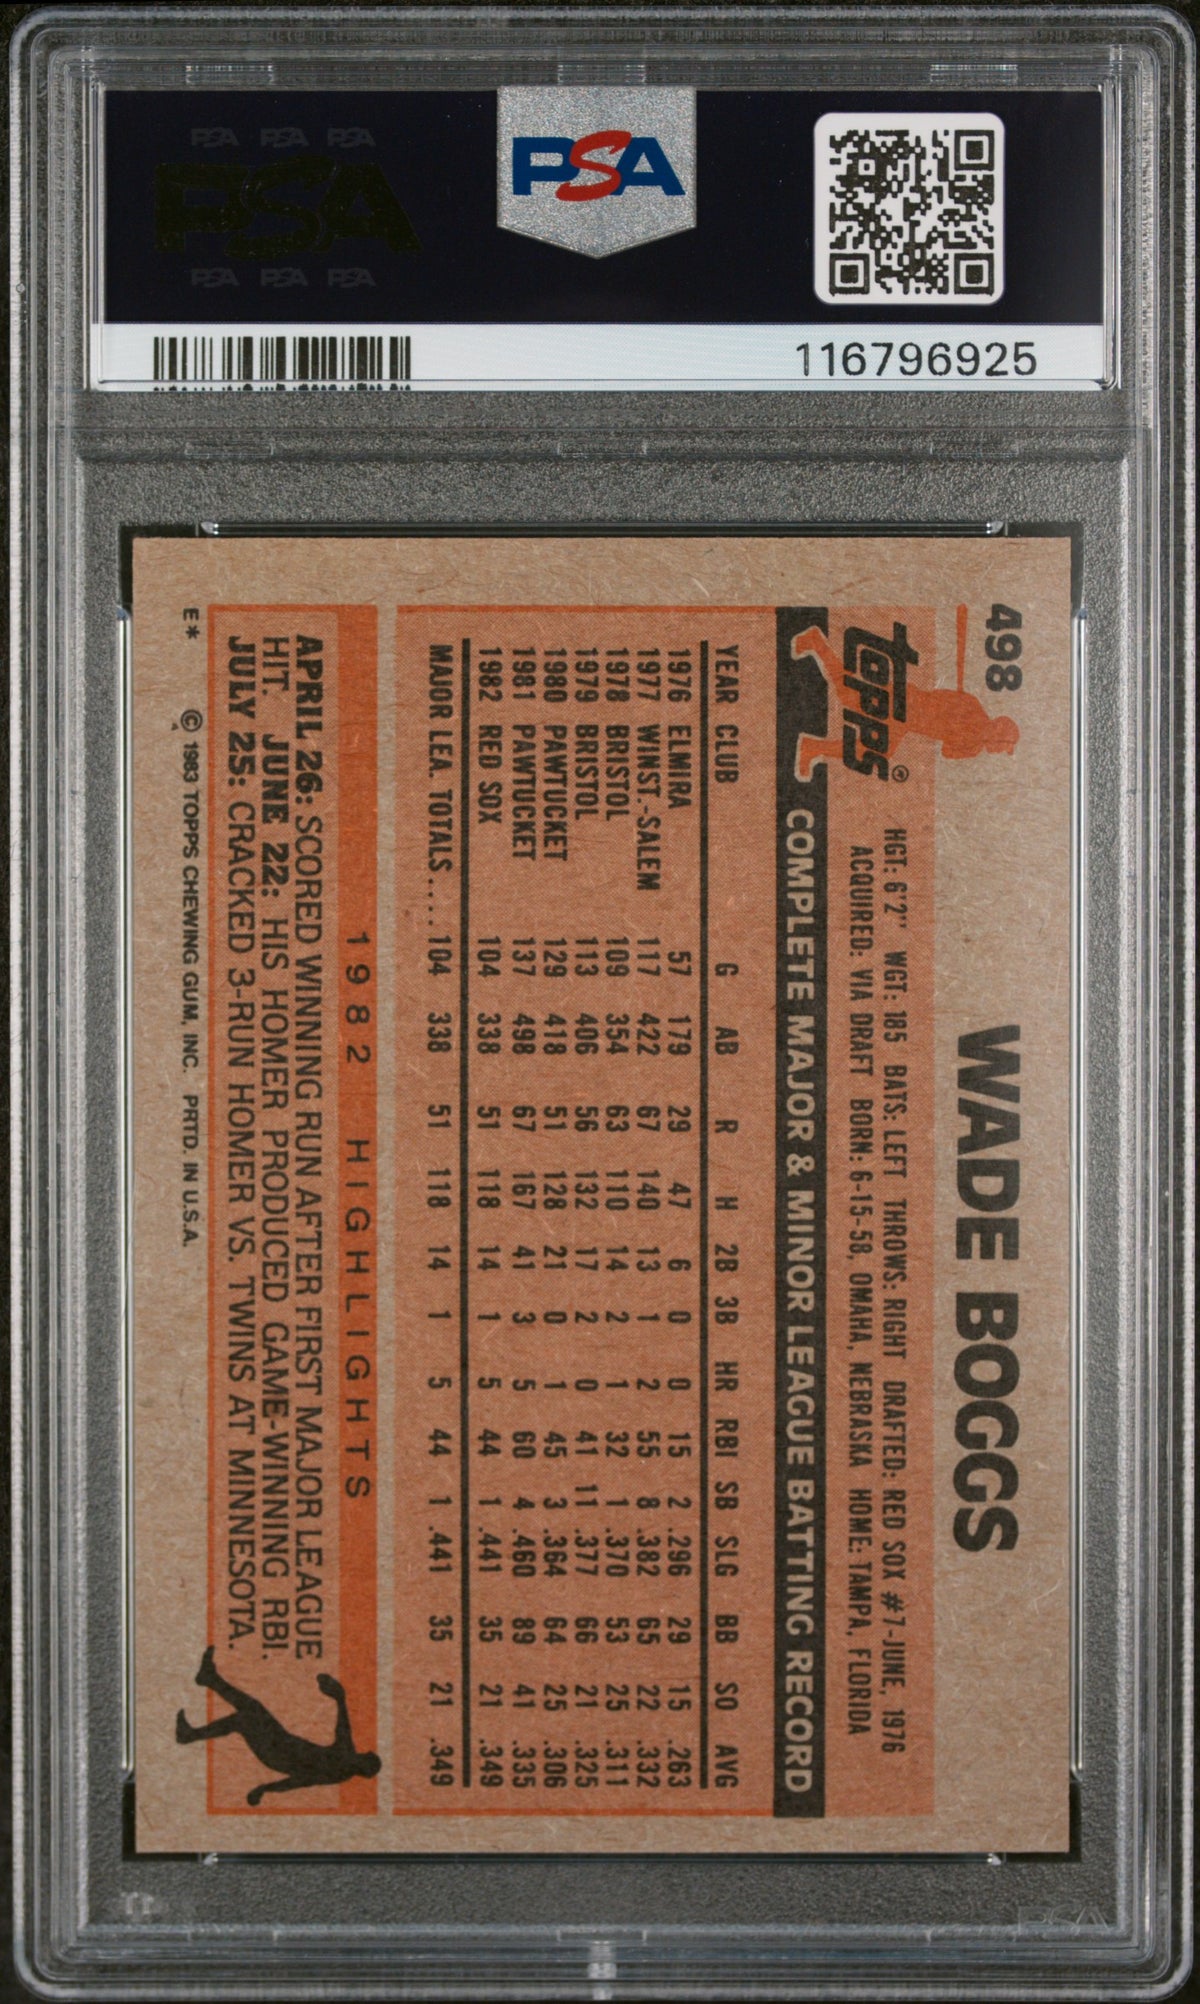 PSA PSA PSA
PSA
PSA PSA PSA
PSA
116796925
498
WADE BOGGS
TOPPS®
HGT: 6'2" WGT: 185 BATS: LEFT THROWS: RIGHT DRAFTED: RED SOX #7-JUNE, 1976
ACQUIRED: VIA DRAFT BORN: 6-15-58, OMAHA, NEBRASKA HOME: TAMPA, FLORIDA
COMPLETE MAJOR & MINOR LEAGUE BATTING RECORD
YEAR CLUB G AB R H 2B 3B HR RBI SB SLG BB SO AVG
1976 ELMIRA 57 179 29 47 6 0 0 15 2 .296 29 15 .263
1977 WINST.-SALEM 117 422 67 140 13 1 2 55 8 .382 65 22 .332
1978 BRISTOL 109 354 63 110 14 2 1 32 1 .370 53 25 .311
1979 BRISTOL 113 406 56 132 17 2 0 41 11 .377 66 21 .325
1980 PAWTUCKET 129 418 51 128 21 0 1 45 3 .364 64 25 .306
1981 PAWTUCKET 137 498 67 167 41 3 5 60 4 .460 89 41 .335
1982 RED SOX 104 338 51 118 14 1 5 44 1 .441 35 21 .349
MAJOR LEA. TOTALS.... 104 338 51 118 14 1 5 44 1 .441 35 21 .349
1982 HIGHLIGHTS
APRIL 26: SCORED WINNING RUN AFTER FIRST MAJOR LEAGUE
HIT. JUNE 22: HIS HOMER PRODUCED GAME-WINNING RBI.
JULY 25: CRACKED 3-RUN HOMER VS. TWINS AT MINNESOTA.
E* © 1983 TOPPS CHEWING GUM, INC. PRTD. IN U.S.A.
PSA